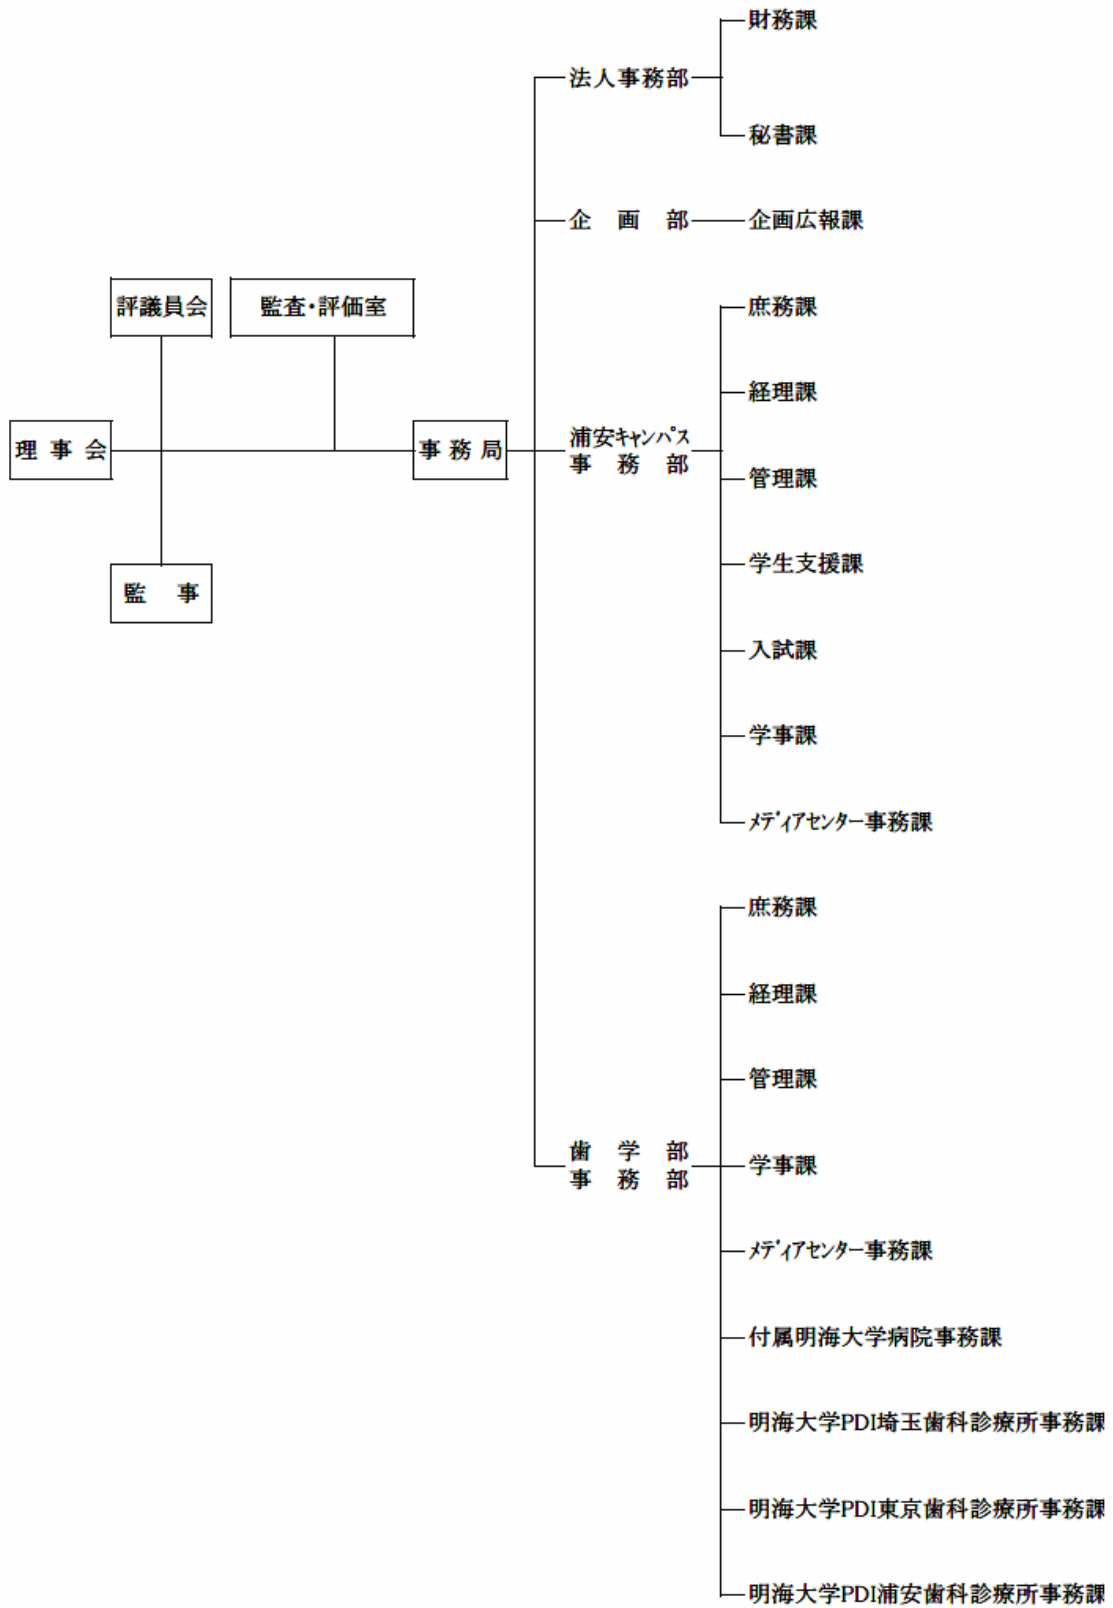 財務課
法人事務部
秘書課
企画部
企画広報課
評議員会
監査・評価室
庶務課
経理課
理事会
事務局
浦安ｷｬﾝﾊﾟｽ
事務部
管理課
学生支援課
監事
入試課
学事課
ﾒﾃﾞｨｱｾﾝﾀｰ事務課
庶務課
経理課
管理課
歯学部
事務部
学事課
ﾒﾃﾞｨｱｾﾝﾀｰ事務課
付属明海大学病院事務課
明海大学PDI埼玉歯科診療所事務課
明海大学PDI東京歯科診療所事務課
明海大学PDI浦安歯科診療所事務課